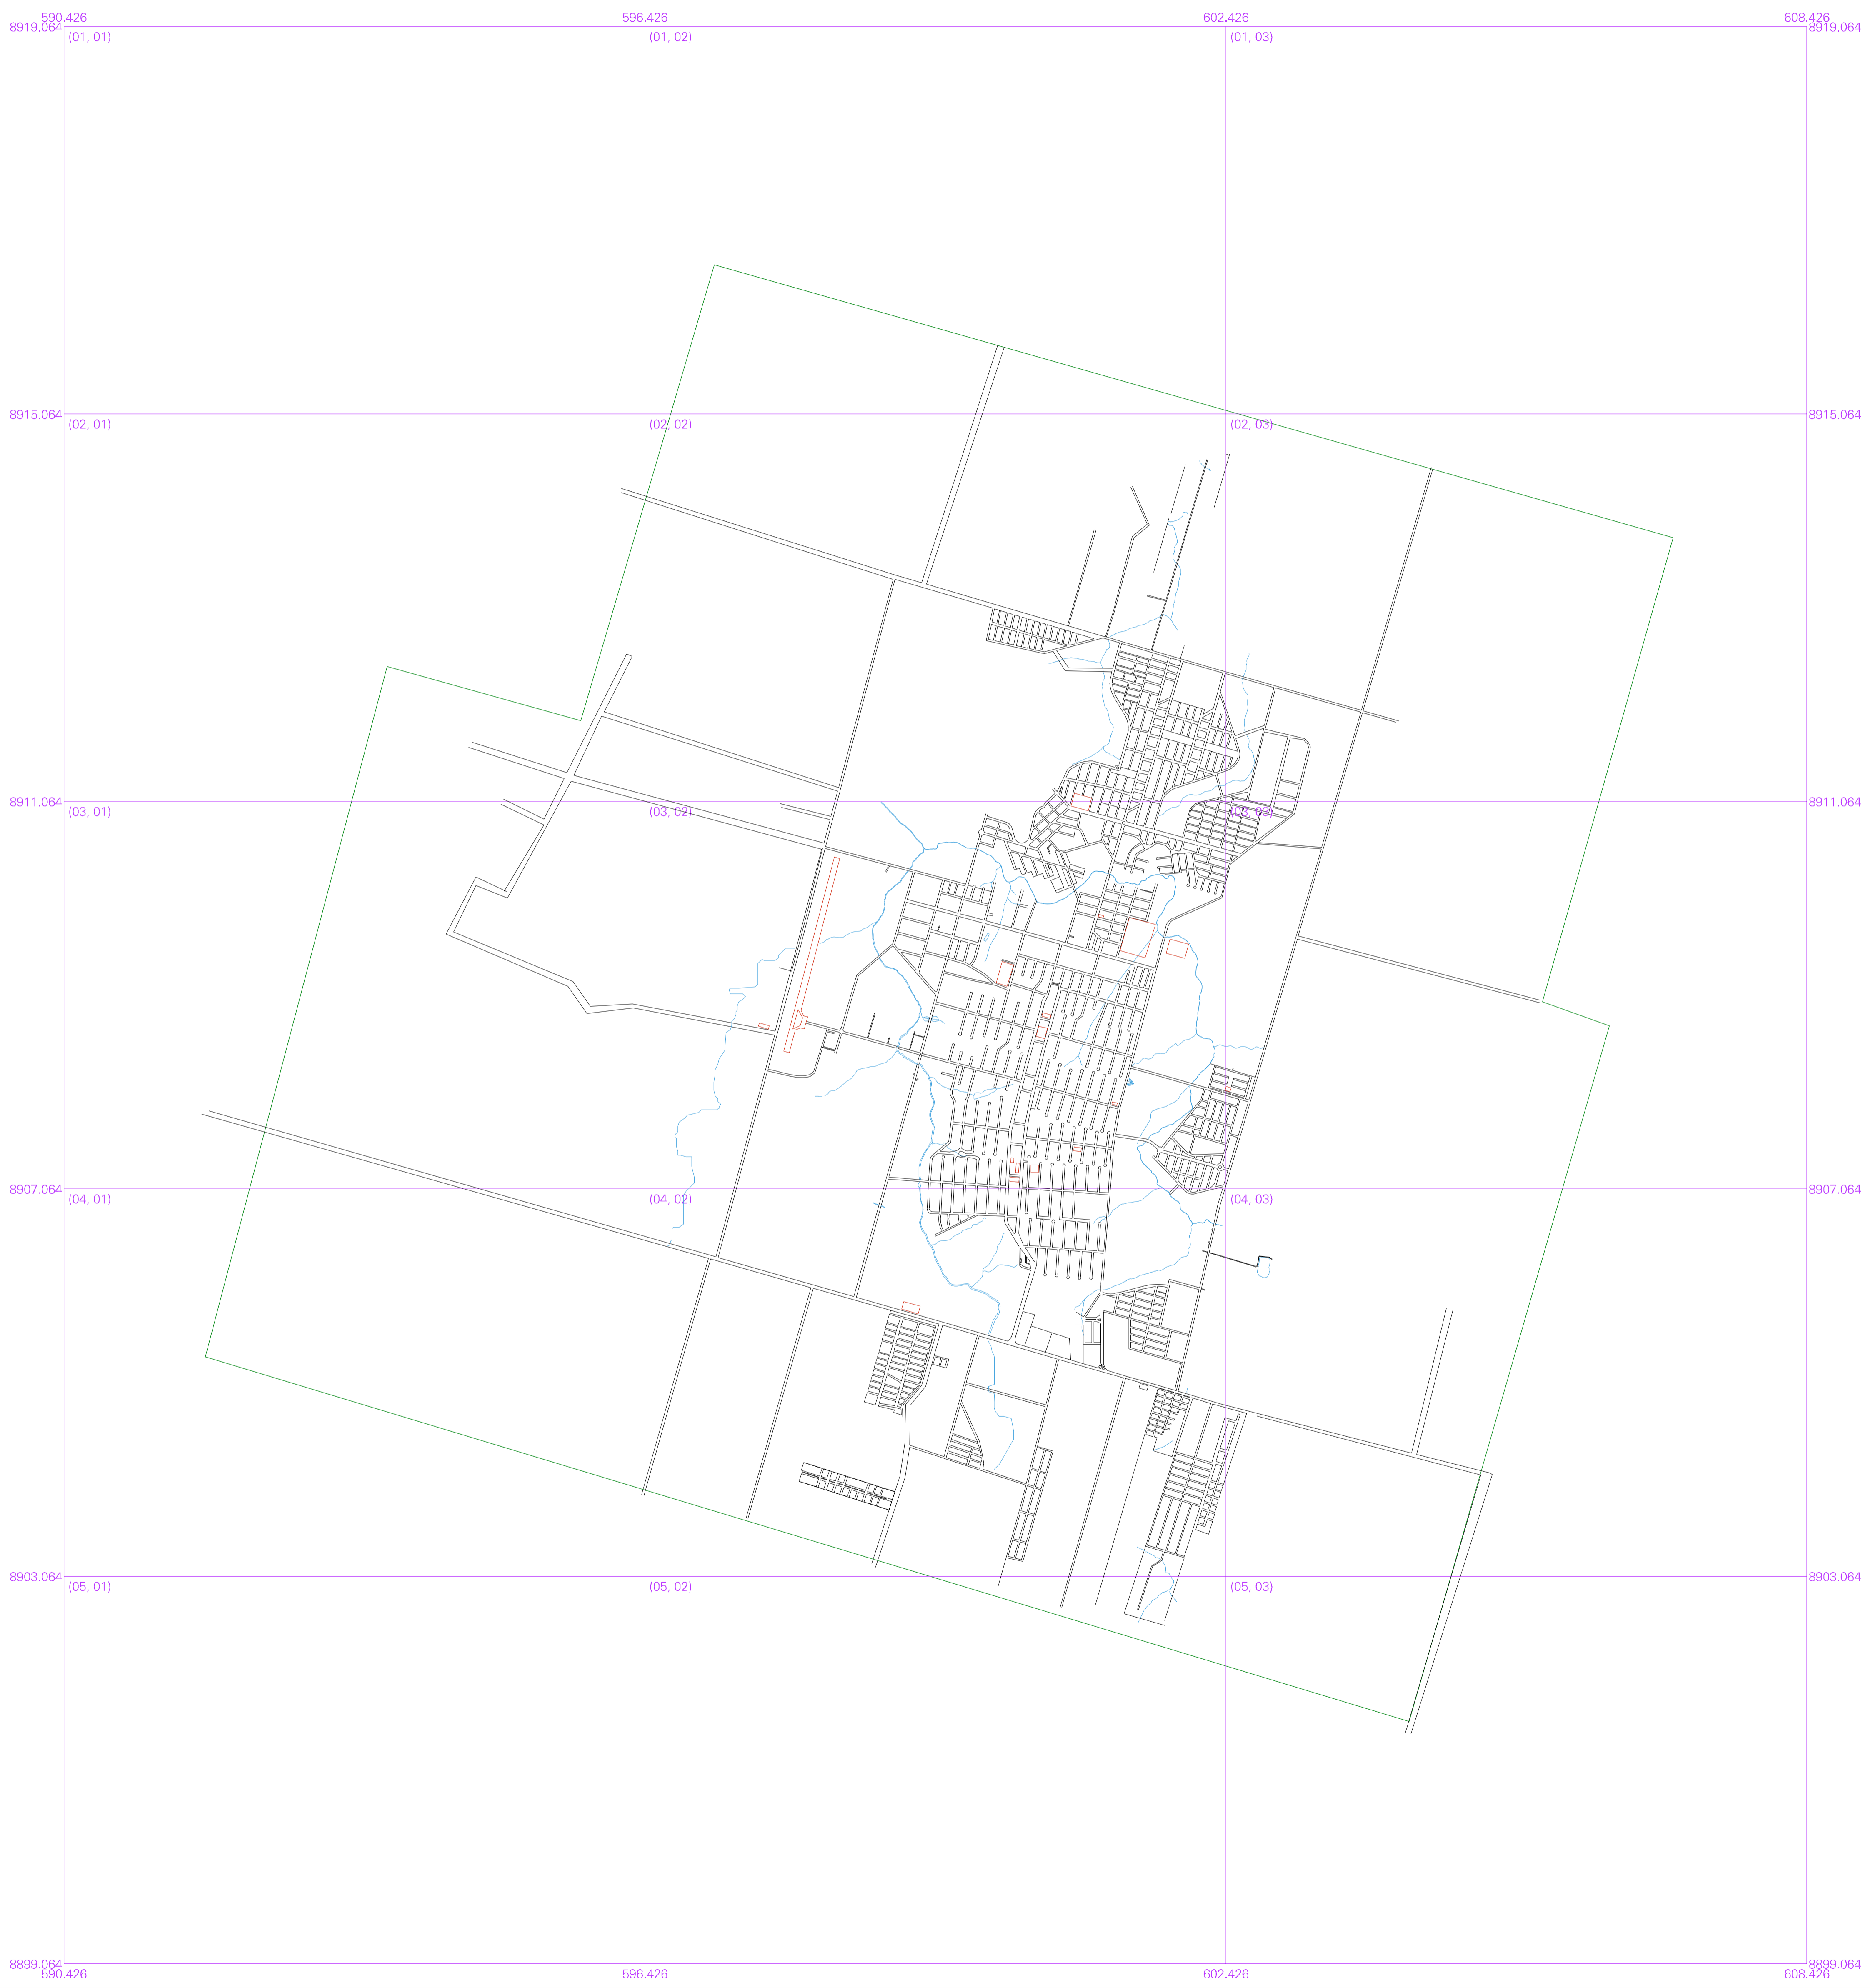 590.426 596.426 602.426 608.426
8919.064 8919.064
(01, 01) (01, 02) (01, 03)
8915.064 8915.064
(02, 01) (02, 02) (02, 03)
8911.064 8911.064
(03, 01) (03, 02) (03, 03)
8907.064 8907.064
(04, 01) (04, 02) (04, 03)
8903.064 8903.064
(05, 01) (05, 02) (05, 03)
8899.064 8899.064
590.426 596.426 602.426 608.426